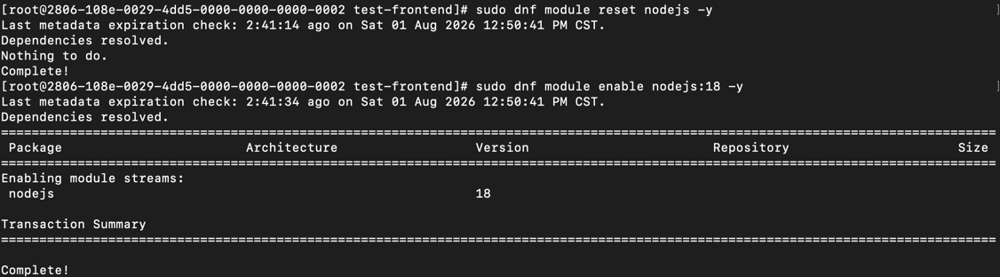 [root@2806-108e-0029-4dd5-0000-0000-0000-0002 test-frontend]# sudo dnf module reset nodejs -y
Last metadata expiration check: 2:41:14 ago on Sat 01 Aug 2026 12:50:41 PM CST.
Dependencies resolved.
Nothing to do.
Complete!
[root@2806-108e-0029-4dd5-0000-0000-0000-0002 test-frontend]# sudo dnf module enable nodejs:18 -y
Last metadata expiration check: 2:41:34 ago on Sat 01 Aug 2026 12:50:41 PM CST.
Dependencies resolved.
================================================================================
Package Architecture Version Repository Size
================================================================================
Enabling module streams:
nodejs 18
Transaction Summary
================================================================================
Complete!